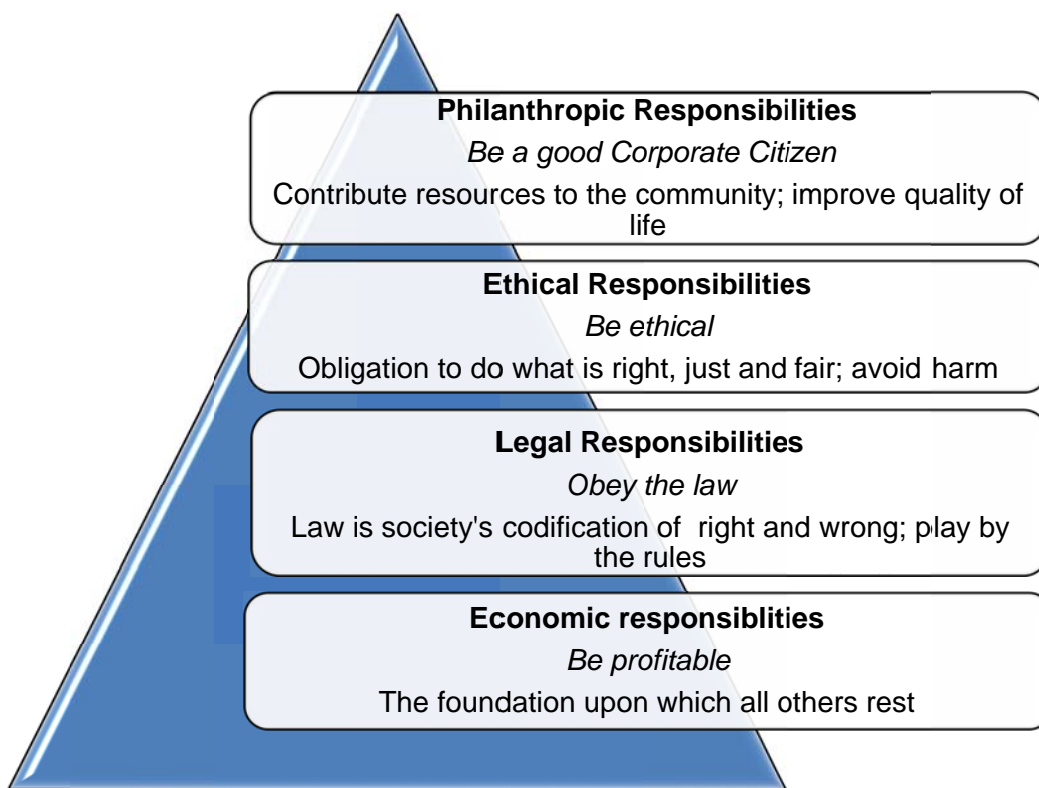 Philanthropic Responsibilities
Be a good Corporate Citizen
Contribute resources to the community; improve quality of
life
Ethical Responsibilities
Be ethical
Obligation to do what is right, just and fair; avoid harm
Legal Responsibilities
Obey the law
Law is society's codification of  right and wrong; play by
the rules
Economic responsiblities
Be profitable
The foundation upon which all others rest